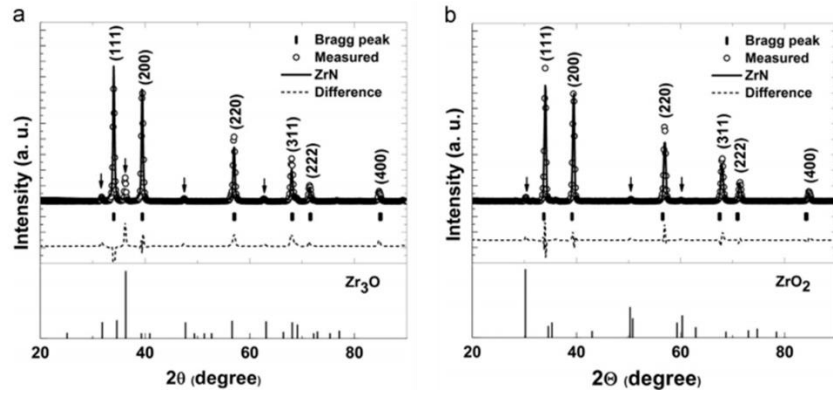 a
Intensity (a. u.)
(111)
(200)
(220)
(311)
(222)
(400)
Bragg peak
Measured
ZrN
Difference
Zr₃O
20 40 60 80
2θ (degree)
b
Intensity (a. u.)
(111)
(200)
(220)
(311)
(222)
(400)
Bragg peak
Measured
ZrN
Difference
ZrO₂
20 40 60 80
2Θ (degree)